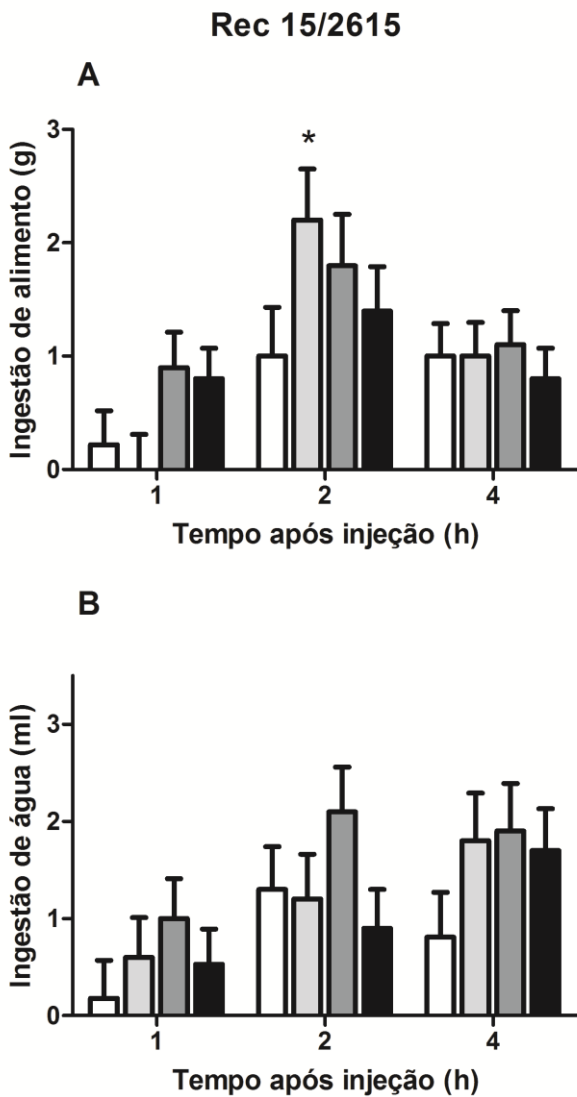 Rec 15/2615
A
Ingestão de alimento (g)
3
2
1
0
*
1 2 4
Tempo após injeção (h)
B
Ingestão de água (ml)
3
2
1
0
1 2 4
Tempo após injeção (h)